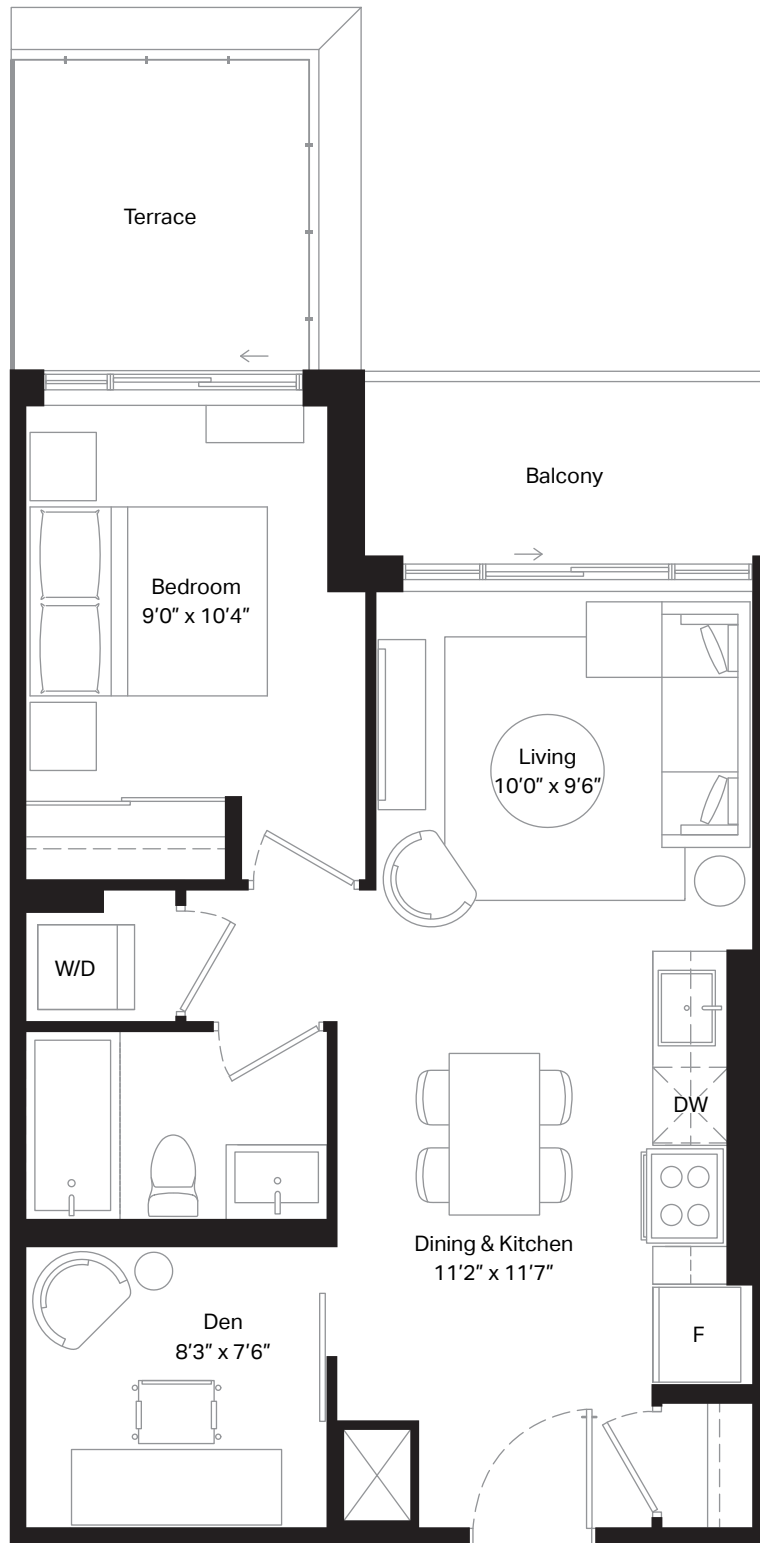 Terrace
Balcony
Bedroom
9’0” x 10’4”
Living
10’0” x 9’6”
W/D
DW
Dining & Kitchen
11’2” x 11’7”
Den
8’3” x 7’6”
F